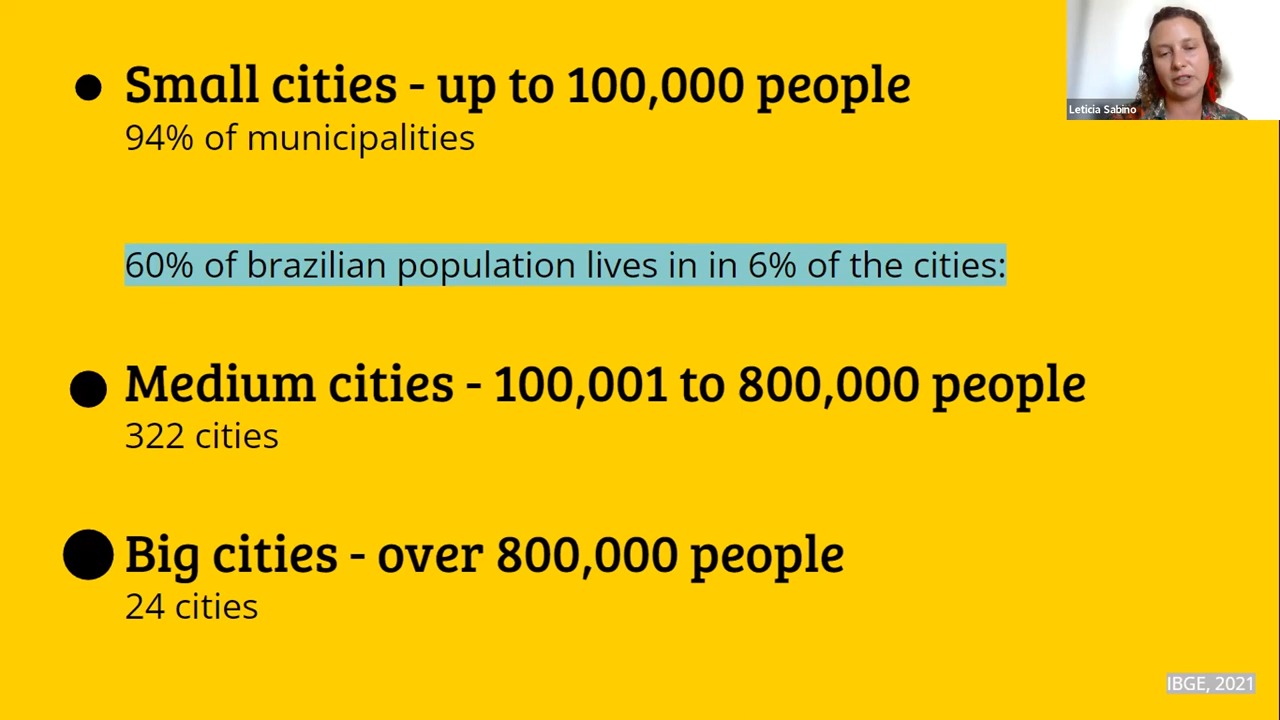 Small cities - up to 100,000 people
94% of municipalities
60% of brazilian population lives in in 6% of the cities:
Medium cities - 100,001 to 800,000 people
322 cities
Big cities - over 800,000 people
24 cities
IBGE, 2021
Leticia Sabino